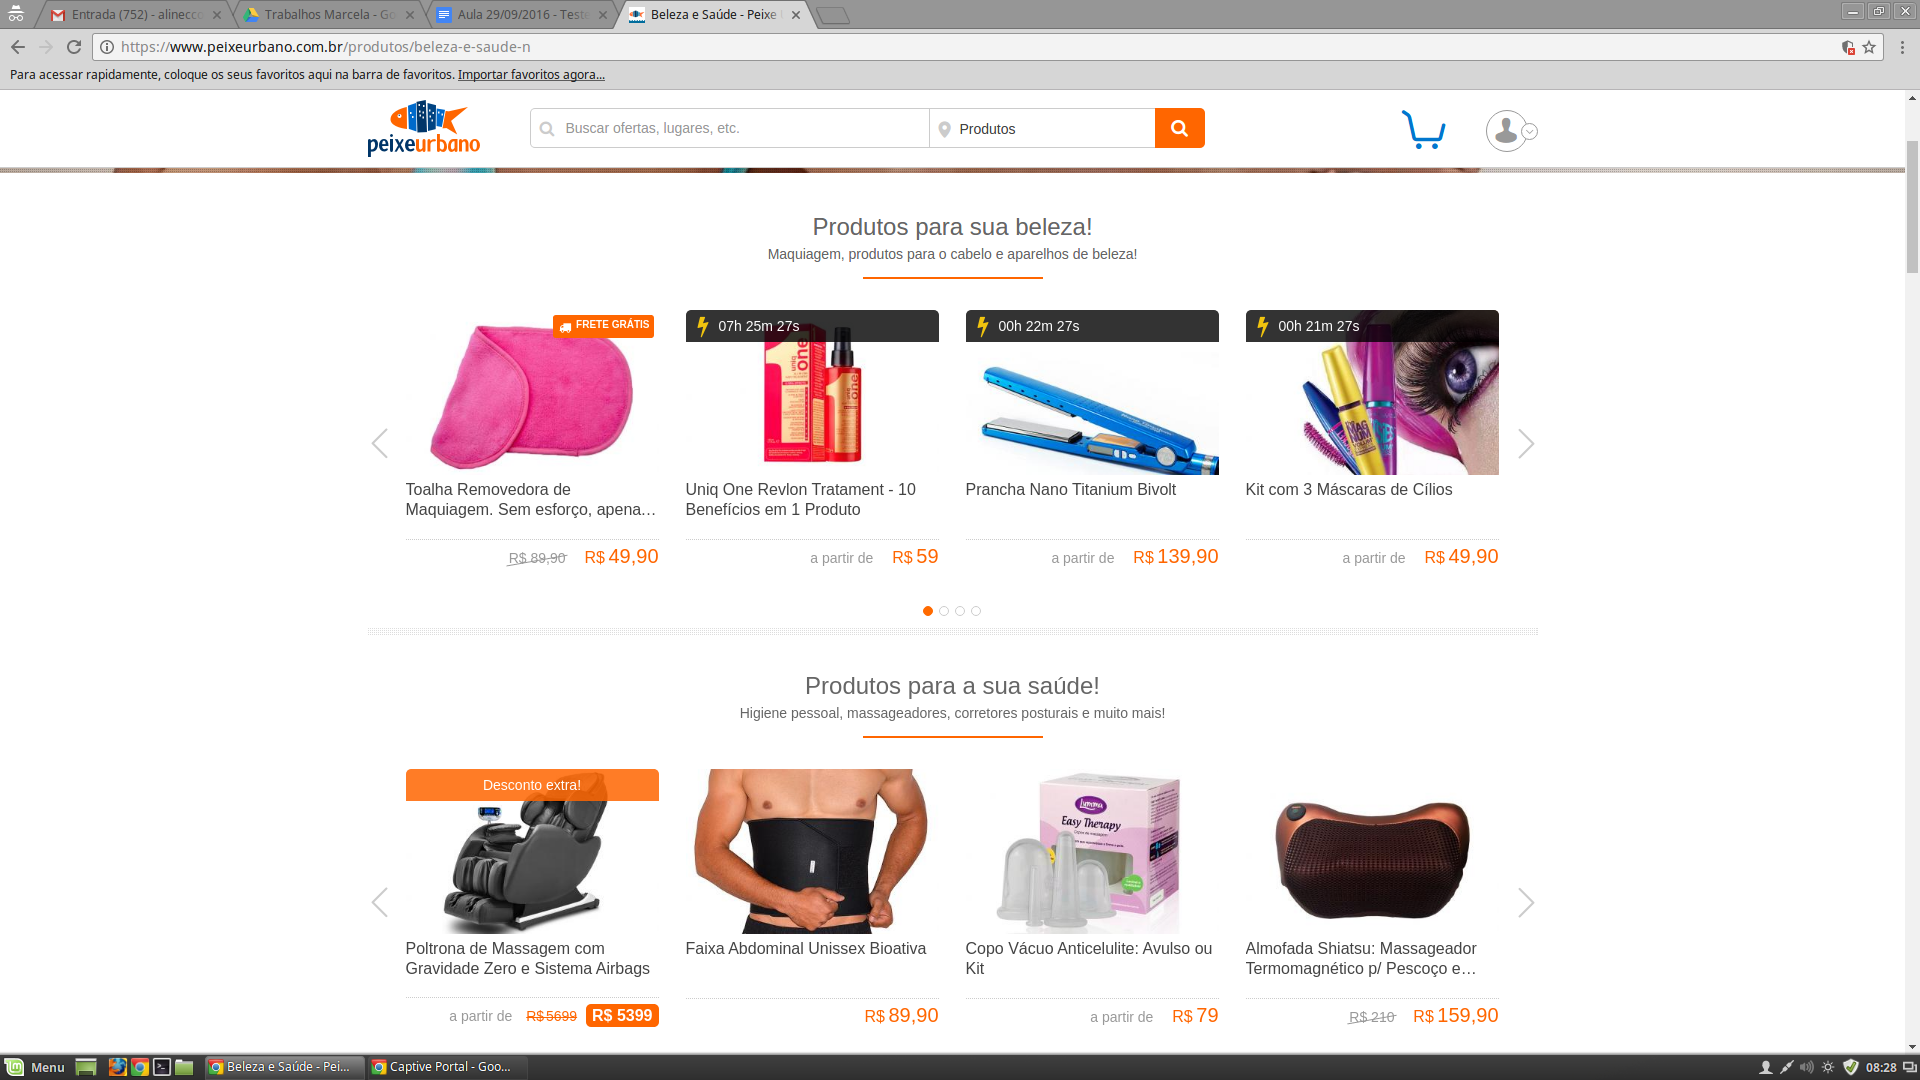 Entrada (752) - alinecco
Trabalhos Marcela - Go
Aula 29/09/2016 - Teste
Beleza e Saúde - Peixe
https://www.peixeurbano.com.br/produtos/beleza-e-saude-n
Para acessar rapidamente, coloque os seus favoritos aqui na barra de favoritos. Importar favoritos agora...
peixeurbano
Buscar ofertas, lugares, etc.
Produtos
Produtos para sua beleza!
Maquiagem, produtos para o cabelo e aparelhos de beleza!
FRETE GRÁTIS
07h 25m 27s
00h 22m 27s
00h 21m 27s
uniq one
one
Toalha Removedora de
Maquiagem. Sem esforço, apena…
R$ 89,90 R$ 49,90
Uniq One Revlon Tratament - 10
Benefícios em 1 Produto
a partir de R$ 59
Prancha Nano Titanium Bivolt
a partir de R$ 139,90
Kit com 3 Máscaras de Cílios
a partir de R$ 49,90
Produtos para a sua saúde!
Higiene pessoal, massageadores, corretores posturais e muito mais!
Desconto extra!
Lumma
Easy Therapy
Poltrona de Massagem com
Gravidade Zero e Sistema Airbags
a partir de R$ 5699 R$ 5399
Faixa Abdominal Unissex Bioativa
R$ 89,90
Copo Vácuo Anticelulite: Avulso ou
Kit
a partir de R$ 79
Almofada Shiatsu: Massageador
Termomagnético p/ Pescoço e…
R$ 210 R$ 159,90
Menu
Beleza e Saúde - Pei...
Captive Portal - Goo...
08:28